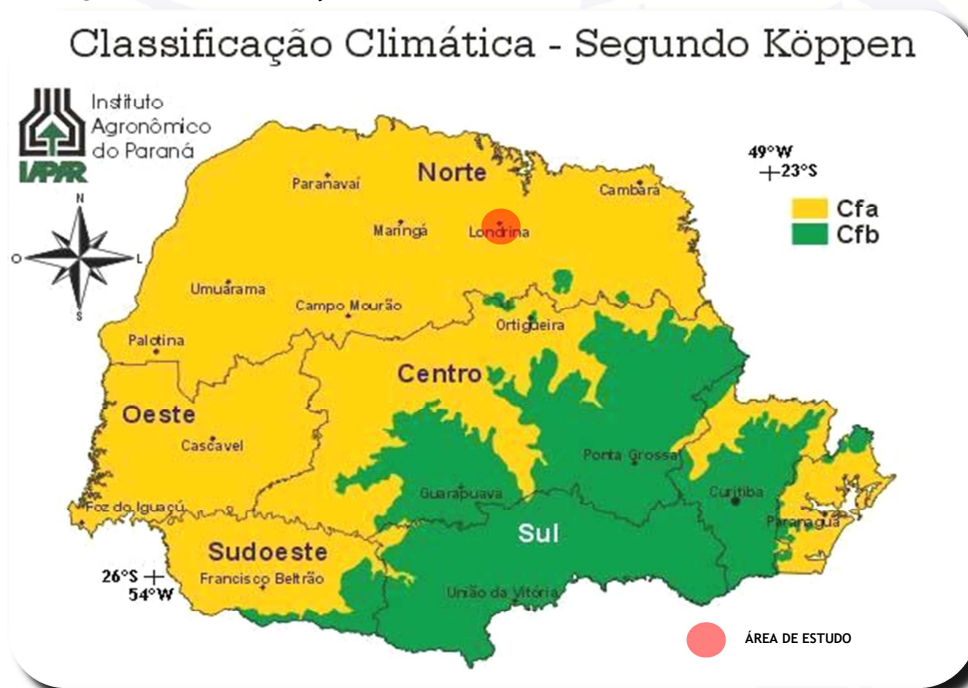 Classificação Climática - Segundo Köppen
Instituto
Agronômico
do Paraná
IAPAR
N
O
L
S
49°W
23°S
Cfa
Cfb
Norte
Paranavaí
Cambará
Maringá
Londrina
Umuarama
Campo Mourão
Ortigueira
Palotina
Centro
Oeste
Cascavel
Ponta Grossa
Guarapuava
Curitiba
Foz do Iguaçú
Paranaguá
Sul
Sudoeste
26°S
54°W
Francisco Beltrão
União da Vitória
ÁREA DE ESTUDO